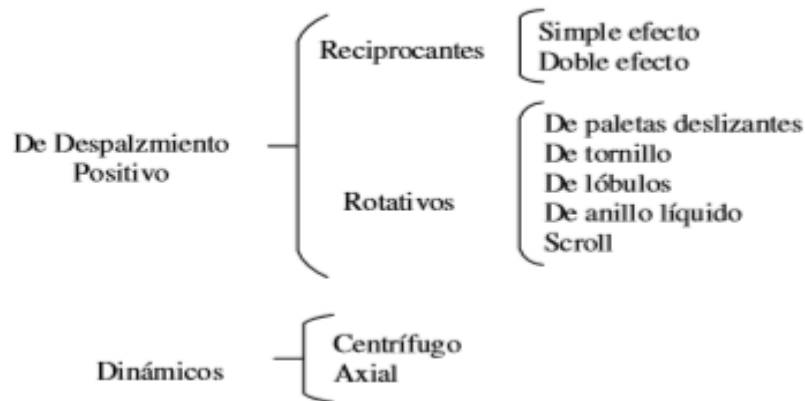 De Despalzmiento
Positivo
Reciprocantes
Simple efecto
Doble efecto
Rotativos
De paletas deslizantes
De tornillo
De lóbulos
De anillo líquido
Scroll
Dinámicos
Centrífugo
Axial